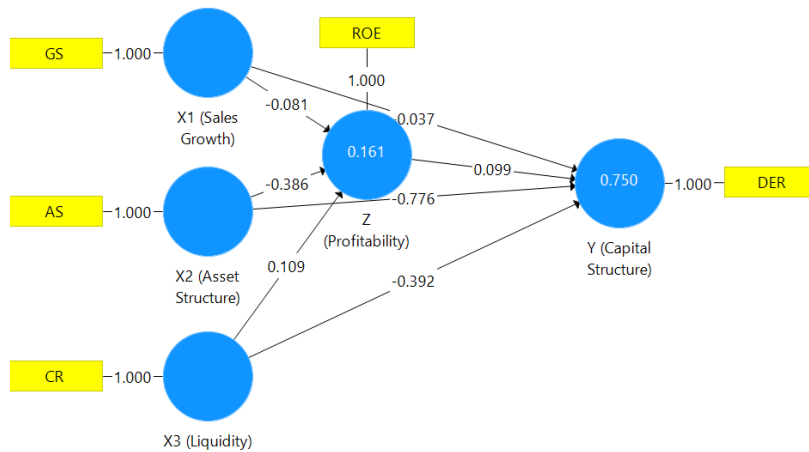 ROE
GS
1.000
1.000
X1 (Sales
Growth)
-0.081
-0.037
0.161
0.099
0.750
1.000
DER
-0.386
-0.776
AS
1.000
Z
(Profitability)
Y (Capital
Structure)
X2 (Asset
Structure)
0.109
-0.392
CR
1.000
X3 (Liquidity)